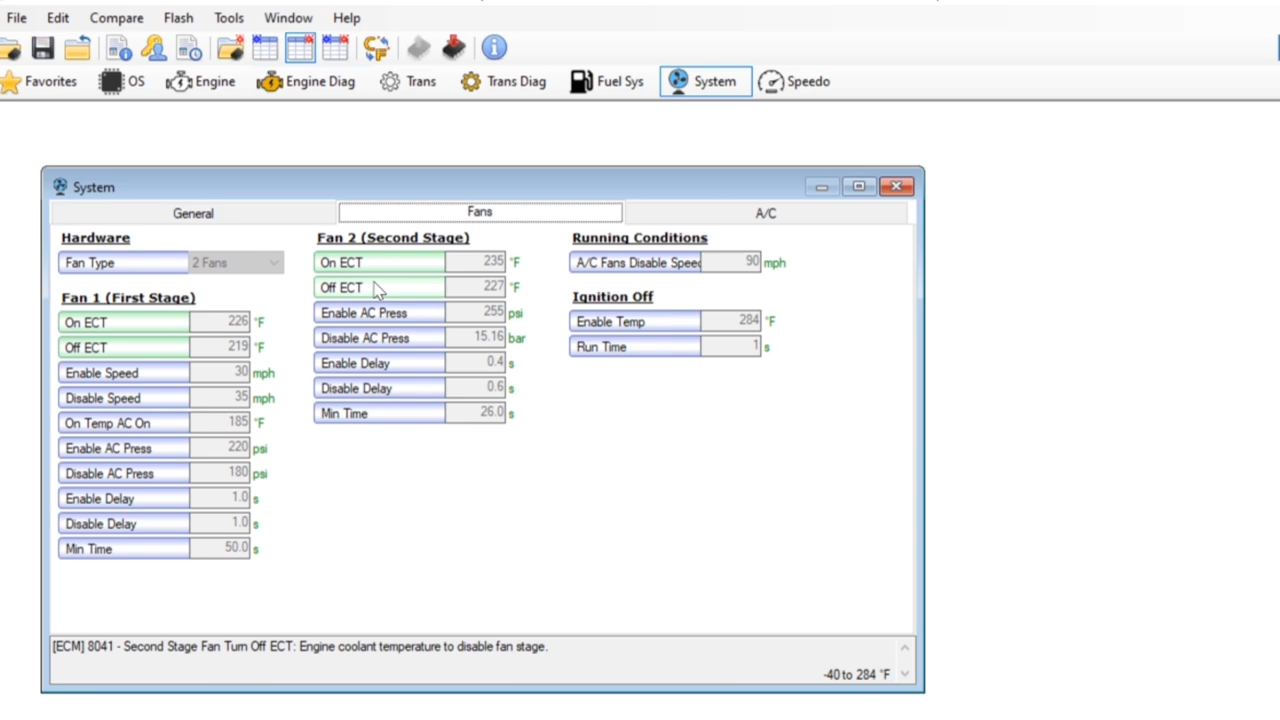 File Edit Compare Flash Tools Window Help
Favorites OS Engine Engine Diag Trans Trans Diag Fuel Sys System Speedo
System
General Fans A/C
Hardware
Fan Type 2 Fans
Fan 1 (First Stage)
On ECT 226 °F
Off ECT 219 °F
Enable Speed 30 mph
Disable Speed 35 mph
On Temp AC On 185 °F
Enable AC Press 220 psi
Disable AC Press 180 psi
Enable Delay 1.0 s
Disable Delay 1.0 s
Min Time 50.0 s
Fan 2 (Second Stage)
On ECT 235 °F
Off ECT 227 °F
Enable AC Press 255 psi
Disable AC Press 15.16 bar
Enable Delay 0.4 s
Disable Delay 0.6 s
Min Time 26.0 s
Running Conditions
A/C Fans Disable Speed 90 mph
Ignition Off
Enable Temp 284 °F
Run Time 1 s
[ECM] 8041 - Second Stage Fan Turn Off ECT: Engine coolant temperature to disable fan stage.
-40 to 284 °F